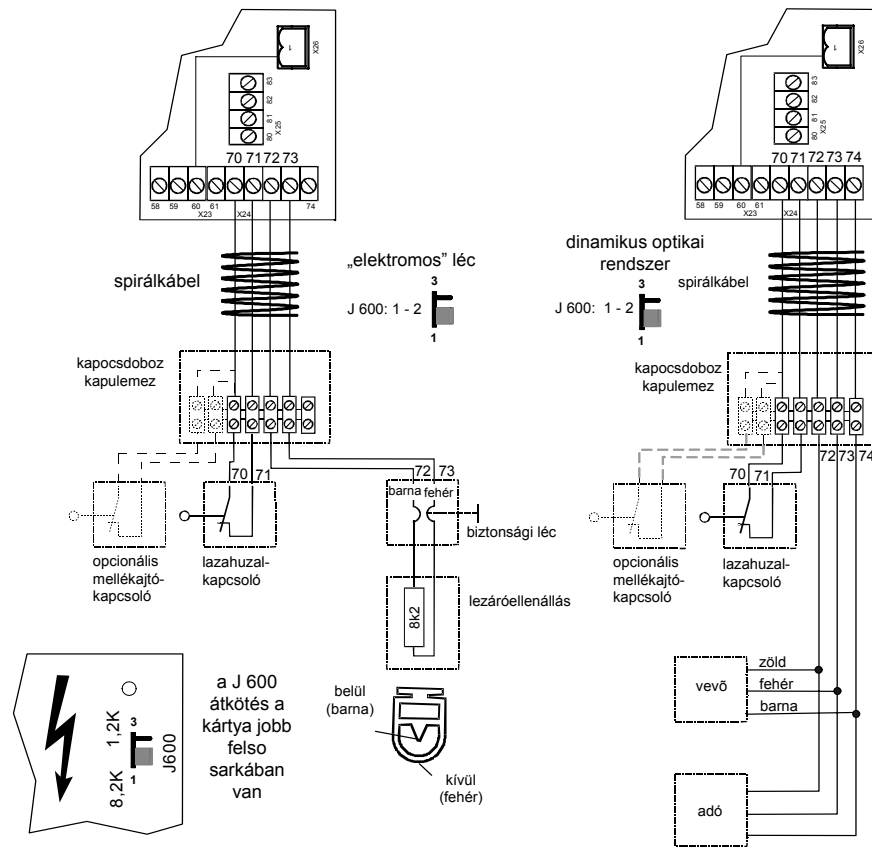 1
X26
83
82
81
80
X25
70 71 72 73
58 59 60 61 74
X23 X24
spirálkábel
„elektromos” léc
3
J 600: 1 - 2
1
kapocsdoboz
kapulemez
70 71
72 73
barna fehér
biztonsági léc
opcionális
mellékajtó-
kapcsoló
lazahuzal-
kapcsoló
8k2
lezáróellenállás
belül
(barna)
kívül
(fehér)
8,2K 1,2K
3
1
J600
a J 600
átkötés a
kártya jobb
felso
sarkában
van
1
X26
83
82
81
80
X25
70 71 72 73 74
58 59 60 61
X23 X24
dinamikus optikai
rendszer
3
J 600: 1 - 2
1
spirálkábel
kapocsdoboz
kapulemez
70 71
72 73 74
opcionális
mellékajtó-
kapcsoló
lazahuzal-
kapcsoló
vevõ
zöld
fehér
barna
adó